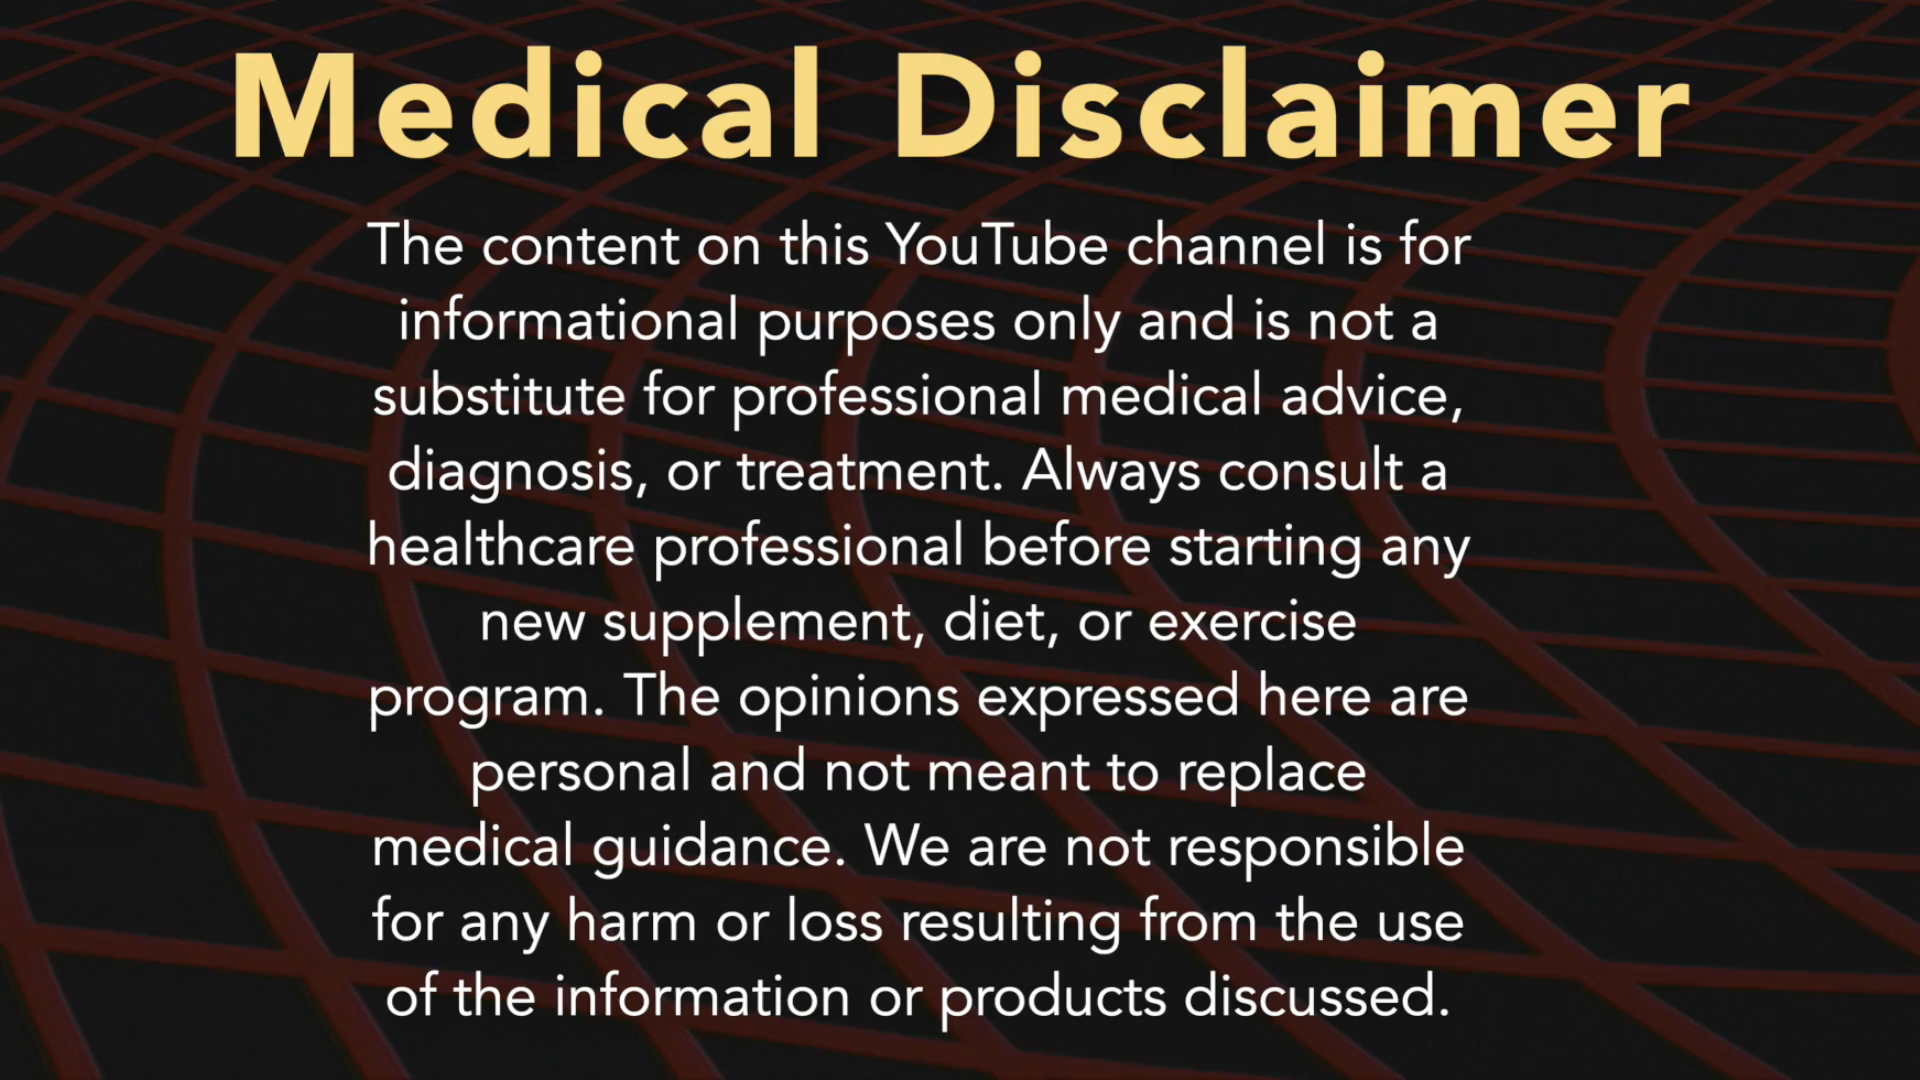 Medical Disclaimer
The content on this YouTube channel is for
informational purposes only and is not a
substitute for professional medical advice,
diagnosis, or treatment. Always consult a
healthcare professional before starting any
new supplement, diet, or exercise
program. The opinions expressed here are
personal and not meant to replace
medical guidance. We are not responsible
for any harm or loss resulting from the use
of the information or products discussed.